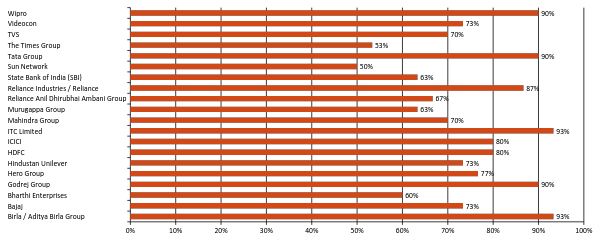 Wipro 90%
Videocon 73%
TVS 70%
The Times Group 53%
Tata Group 90%
Sun Network 50%
State Bank of India (SBI) 63%
Reliance Industries / Reliance 87%
Reliance Anil Dhirubhai Ambani Group 67%
Murugappa Group 63%
Mahindra Group 70%
ITC Limited 93%
ICICI 80%
HDFC 80%
Hindustan Unilever 73%
Hero Group 77%
Godrej Group 90%
Bharthi Enterprises 60%
Bajaj 73%
Birla / Aditya Birla Group 93%
0% 10% 20% 30% 40% 50% 60% 70% 80% 90% 100%